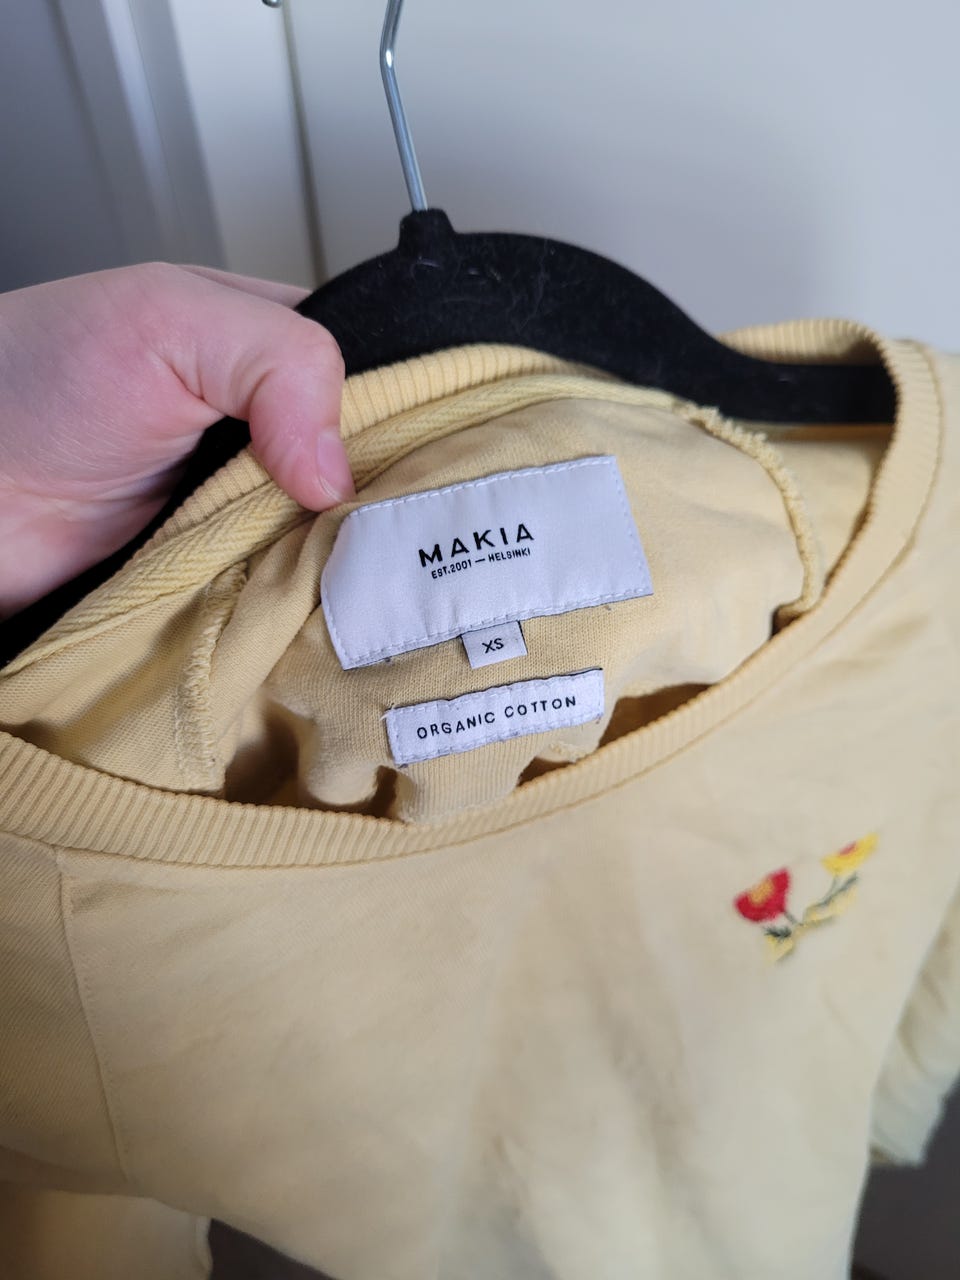 MAKIA
EST.2001 — HELSINKI
XS
ORGANIC COTTON